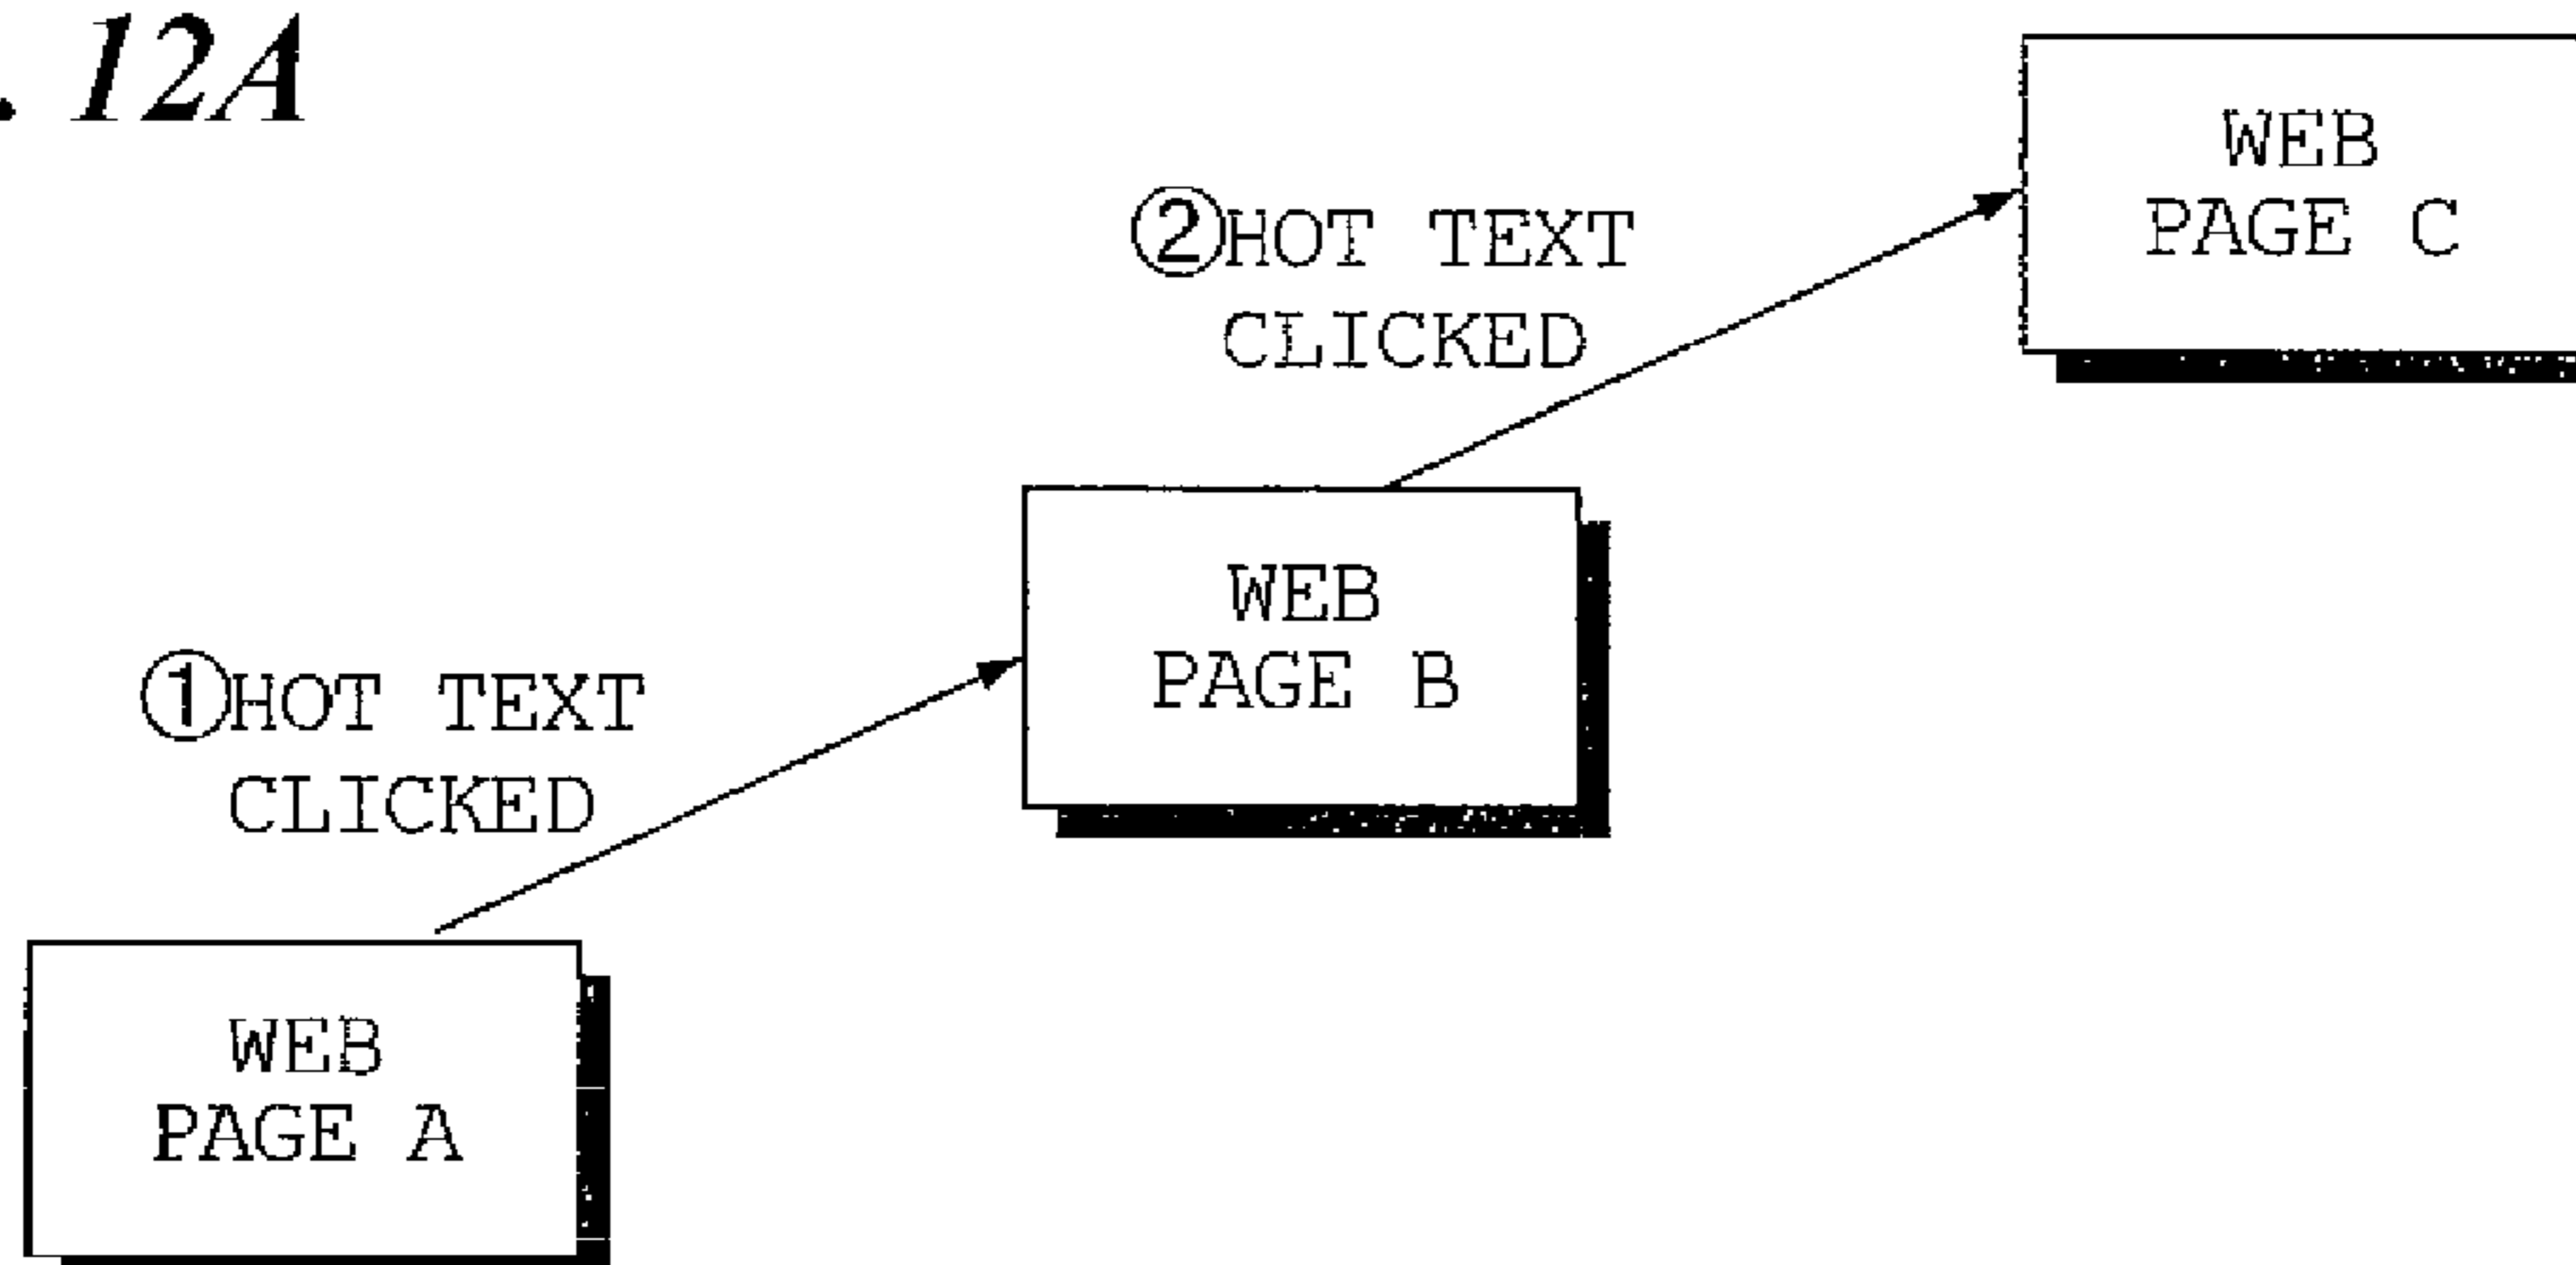 . 12A
WEB
PAGE C
②HOT TEXT
CLICKED
WEB
PAGE B
①HOT TEXT
CLICKED
WEB
PAGE A